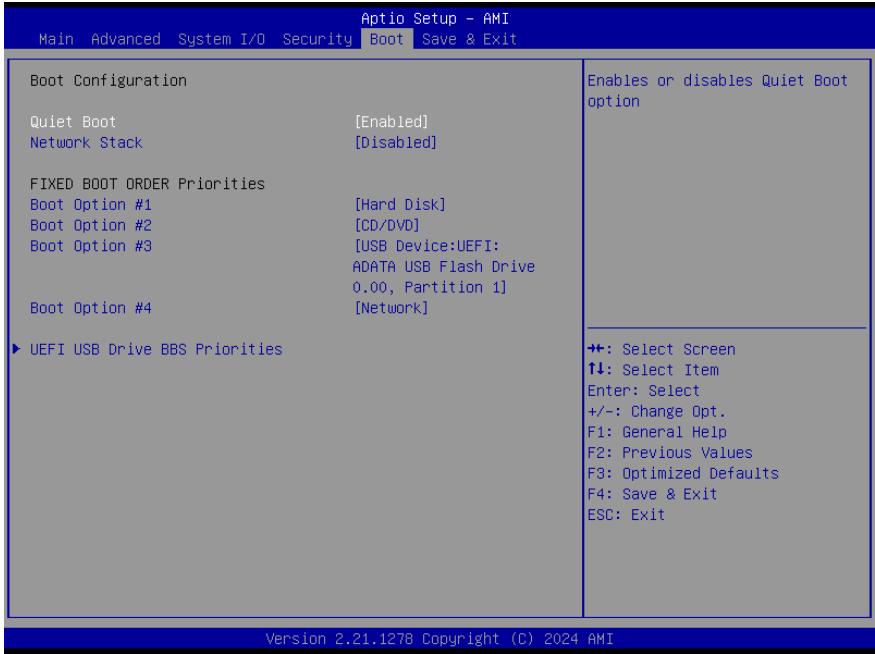 Aptio Setup – AMI
Main Advanced System I/O Security Boot Save & Exit
Boot Configuration
Quiet Boot [Enabled]
Network Stack [Disabled]
FIXED BOOT ORDER Priorities
Boot Option #1 [Hard Disk]
Boot Option #2 [CD/DVD]
Boot Option #3 [USB Device:UEFI:
ADATA USB Flash Drive
0.00, Partition 1]
Boot Option #4 [Network]
UEFI USB Drive BBS Priorities
Enables or disables Quiet Boot
option
→←: Select Screen
↑↓: Select Item
Enter: Select
+/-: Change Opt.
F1: General Help
F2: Previous Values
F3: Optimized Defaults
F4: Save & Exit
ESC: Exit
Version 2.21.1278 Copyright (C) 2024 AMI